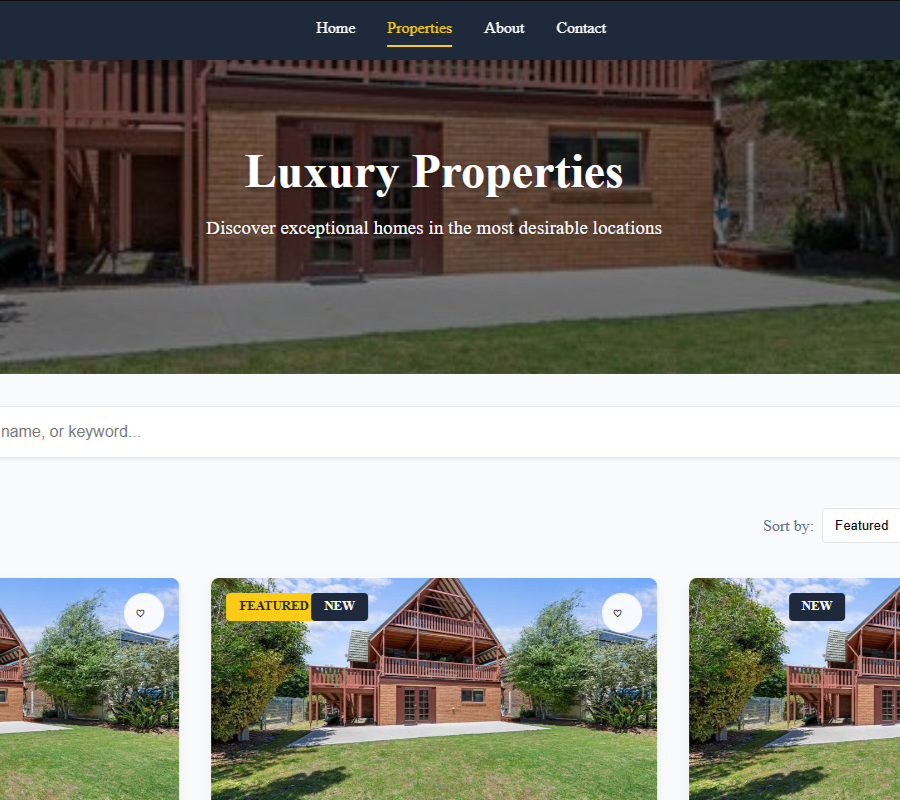 Home Properties About Contact
Luxury Properties
Discover exceptional homes in the most desirable locations
name, or keyword...
Sort by: Featured
FEATURED NEW
NEW